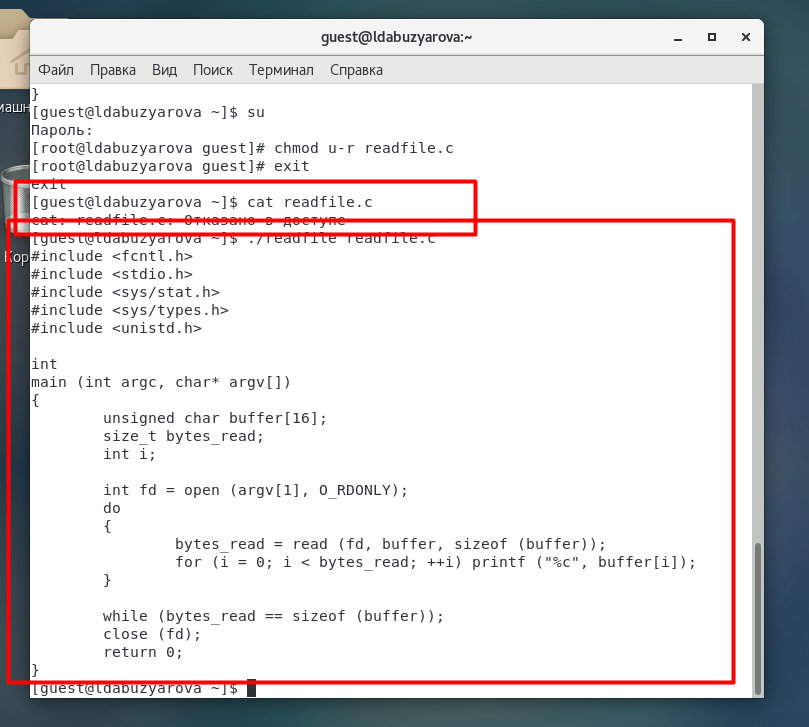 guest@ldabuzyarova:~
Файл Правка Вид Поиск Терминал Справка
}
[guest@ldabuzyarova ~]$ su
Пароль:
[root@ldabuzyarova guest]# chmod u-r readfile.c
[root@ldabuzyarova guest]# exit
exit
[guest@ldabuzyarova ~]$ cat readfile.c
cat: readfile.c: Отказано в доступе
[guest@ldabuzyarova ~]$ ./readfile readfile.c
#include <fcntl.h>
#include <stdio.h>
#include <sys/stat.h>
#include <sys/types.h>
#include <unistd.h>
int
main (int argc, char* argv[])
{
unsigned char buffer[16];
size_t bytes_read;
int i;
int fd = open (argv[1], O_RDONLY);
do
{
bytes_read = read (fd, buffer, sizeof (buffer));
for (i = 0; i < bytes_read; ++i) printf ("%c", buffer[i]);
}
while (bytes_read == sizeof (buffer));
close (fd);
return 0;
}
[guest@ldabuzyarova ~]$